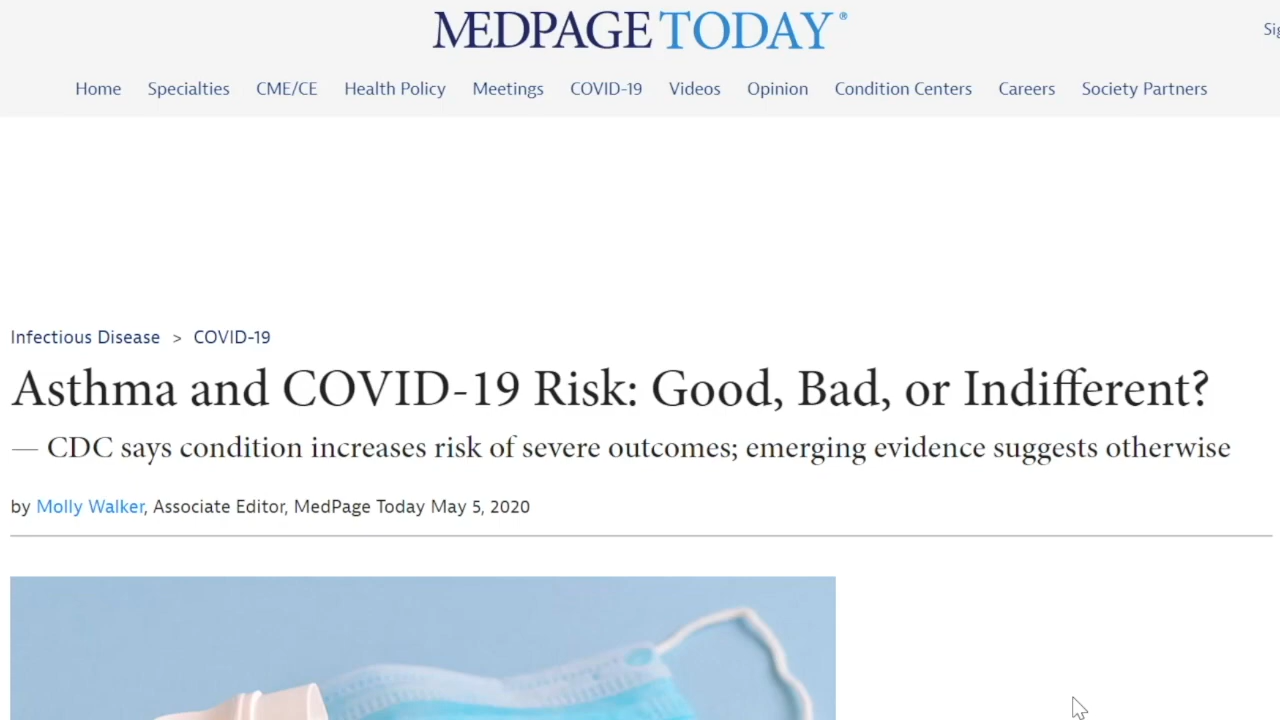 MEDPAGE TODAY®
Home Specialties CME/CE Health Policy Meetings COVID-19 Videos Opinion Condition Centers Careers Society Partners
Infectious Disease > COVID-19
Asthma and COVID-19 Risk: Good, Bad, or Indifferent?
— CDC says condition increases risk of severe outcomes; emerging evidence suggests otherwise
by Molly Walker, Associate Editor, MedPage Today May 5, 2020